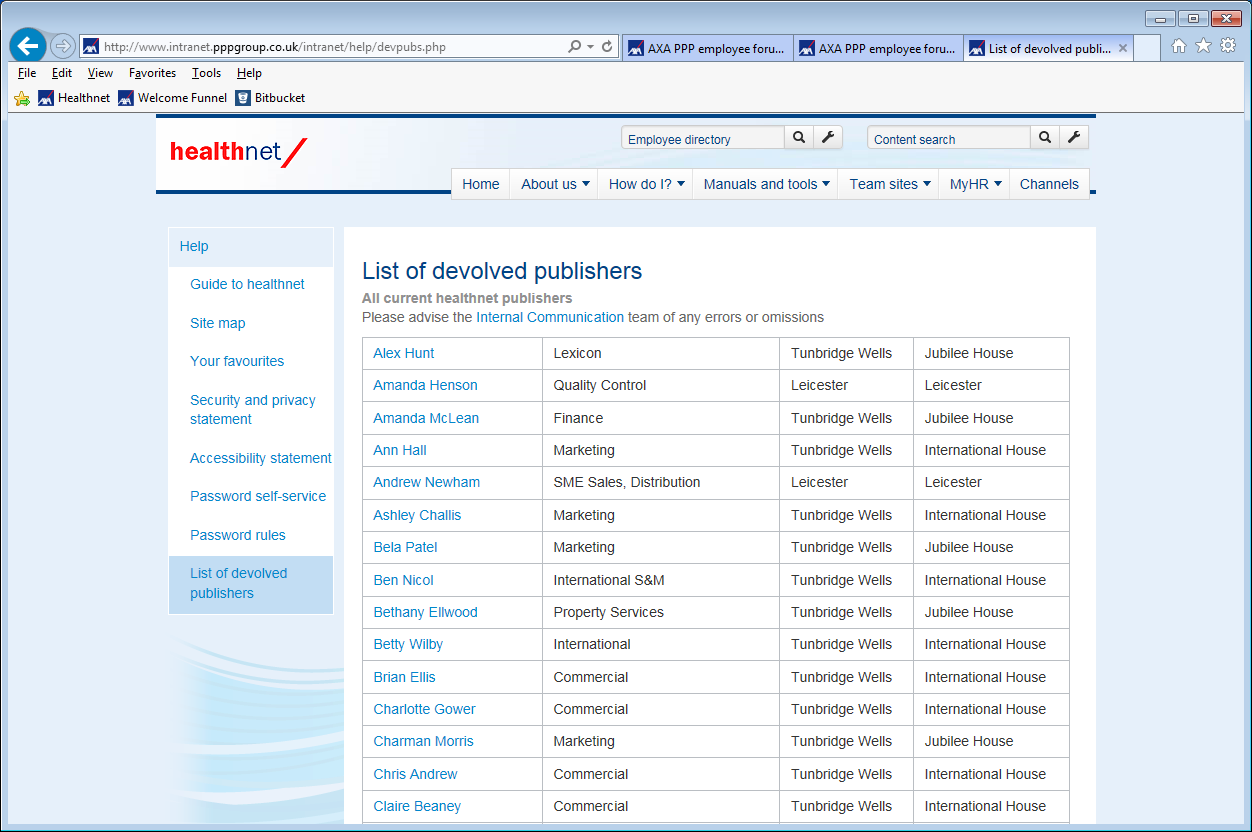 http://www.intranet.pppgroup.co.uk/intranet/help/devpubs.php
AXA PPP employee foru...
AXA PPP employee foru...
List of devolved publi...
File Edit View Favorites Tools Help
Healthnet Welcome Funnel Bitbucket
healthnet
Employee directory
Content search
Home About us How do I? Manuals and tools Team sites MyHR Channels
Help
Guide to healthnet
Site map
Your favourites
Security and privacy
statement
Accessibility statement
Password self-service
Password rules
List of devolved
publishers
List of devolved publishers
All current healthnet publishers
Please advise the Internal Communication team of any errors or omissions
Alex Hunt Lexicon Tunbridge Wells Jubilee House
Amanda Henson Quality Control Leicester Leicester
Amanda McLean Finance Tunbridge Wells Jubilee House
Ann Hall Marketing Tunbridge Wells International House
Andrew Newham SME Sales, Distribution Leicester Leicester
Ashley Challis Marketing Tunbridge Wells International House
Bela Patel Marketing Tunbridge Wells Jubilee House
Ben Nicol International S&M Tunbridge Wells International House
Bethany Ellwood Property Services Tunbridge Wells Jubilee House
Betty Wilby International Tunbridge Wells International House
Brian Ellis Commercial Tunbridge Wells International House
Charlotte Gower Commercial Tunbridge Wells International House
Charman Morris Marketing Tunbridge Wells Jubilee House
Chris Andrew Commercial Tunbridge Wells International House
Claire Beaney Commercial Tunbridge Wells International House